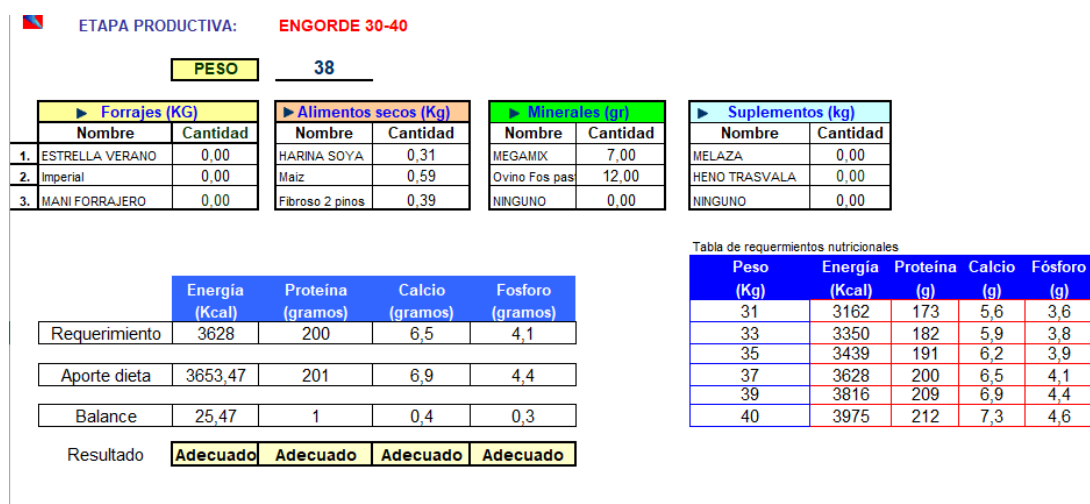 ETAPA PRODUCTIVA: ENGORDE 30-40
PESO 38
Forrajes (KG) Alimentos secos (Kg) Minerales (gr) Suplementos (kg)
Nombre Cantidad Nombre Cantidad Nombre Cantidad Nombre Cantidad
1. ESTRELLA VERANO 0,00 HARINA SOYA 0,31 MEGAMIX 7,00 MELAZA 0,00
2. Imperial 0,00 Maiz 0,59 Ovino Fos past 12,00 HENO TRASVALA 0,00
3. MANI FORRAJERO 0,00 Fibroso 2 pinos 0,39 NINGUNO 0,00 NINGUNO 0,00
Tabla de requermientos nutricionales
Peso Energía Proteína Calcio Fósforo
(Kg) (Kcal) (g) (g) (g)
31 3162 173 5,6 3,6
33 3350 182 5,9 3,8
35 3439 191 6,2 3,9
37 3628 200 6,5 4,1
39 3816 209 6,9 4,4
40 3975 212 7,3 4,6
Energía Proteína Calcio Fosforo
(Kcal) (gramos) (gramos) (gramos)
Requerimiento 3628 200 6,5 4,1
Aporte dieta 3653,47 201 6,9 4,4
Balance 25,47 1 0,4 0,3
Resultado Adecuado Adecuado Adecuado Adecuado